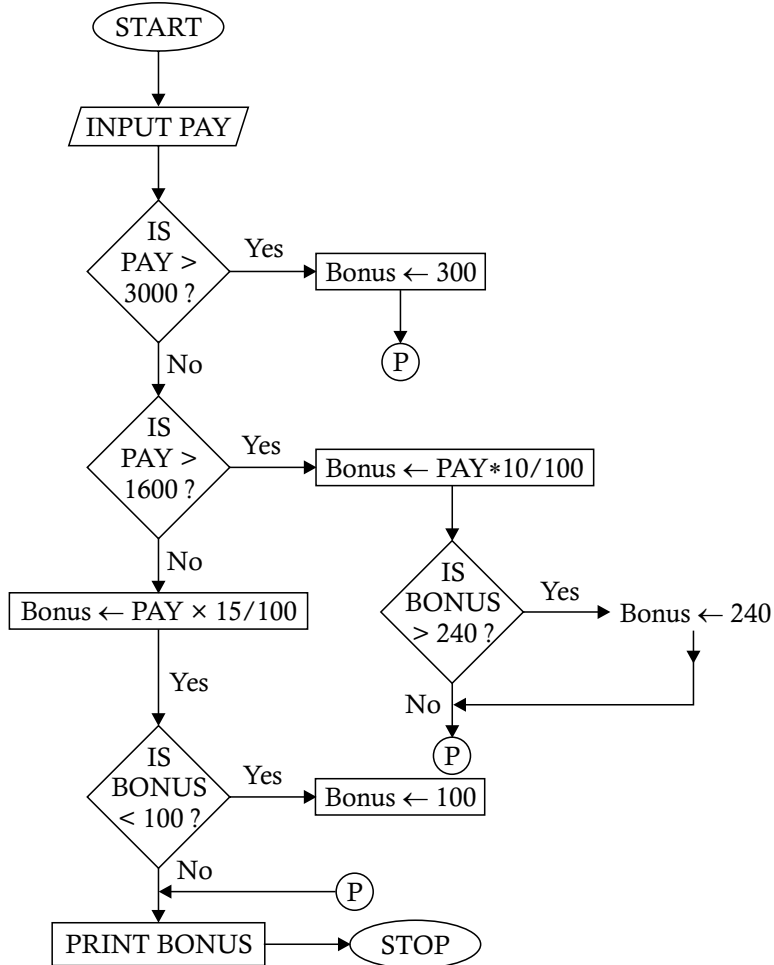 START
INPUT PAY
IS
PAY >
3000 ?
Yes
Bonus ← 300
P
No
IS
PAY >
1600 ?
Yes
Bonus ← PAY*10/100
No
Bonus ← PAY × 15/100
IS
BONUS
> 240 ?
Yes
Bonus ← 240
No
P
Yes
IS
BONUS
< 100 ?
Yes
Bonus ← 100
No
P
PRINT BONUS
STOP